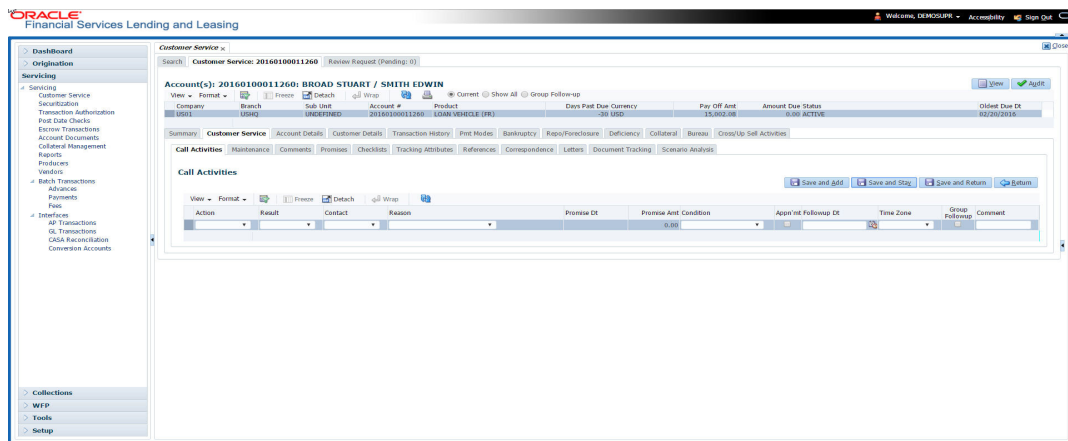 ORACLE
Financial Services Lending and Leasing
Welcome, DEMOSUPR Accessibility Sign Out
Close
DashBoard
Origination
Servicing
Servicing
Customer Service
Securitization
Transaction Authorization
Post Date Checks
Escrow Transactions
Account Documents
Collateral Management
Reports
Producers
Vendors
Batch Transactions
Advances
Payments
Fees
Interfaces
AP Transactions
GL Transactions
CASA Reconciliation
Conversion Accounts
Collections
WFP
Tools
Setup
Customer Service x
Search Customer Service: 20160100011260 Review Request (Pending: 0)
Account(s): 20160100011260: BROAD STUART / SMITH EDWIN
View Audit
View Format Freeze Detach Wrap Current Show All Group Follow-up
Company Branch Sub Unit Account # Product Days Past Due Currency Pay Off Amt Amount Due Status Oldest Due Dt
US01 USHQ UNDEFINED 20160100011260 LOAN VEHICLE (FR) -30 USD 15,002.08 0.00 ACTIVE 02/20/2016
Summary Customer Service Account Details Customer Details Transaction History Pmt Modes Bankruptcy Repo/Foreclosure Deficiency Collateral Bureau Cross/Up Sell Activities
Call Activities Maintenance Comments Promises Checklists Tracking Attributes References Correspondence Letters Document Tracking Scenario Analysis
Call Activities
Save and Add Save and Stay Save and Return Return
View Format Freeze Detach Wrap
Action Result Contact Reason Promise Dt Promise Amt Condition Appn'mt Followup Dt Time Zone Group Followup Comment
0.00